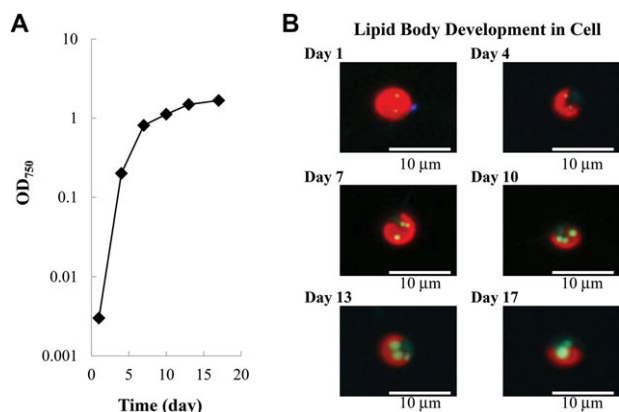 A
10
1
0.1
0.01
0.001
OD750
0 5 10 15 20
Time (day)
B
Lipid Body Development in Cell
Day 1
Day 4
10 μm
10 μm
Day 7
Day 10
10 μm
10 μm
Day 13
Day 17
10 μm
10 μm